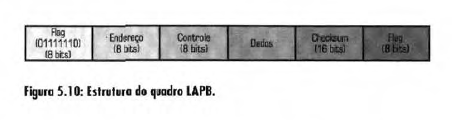 Flag
(01111110)
(8 bits)
Endereço
(8 bits)
Controle
(8 bits)
Dados
Checksum
(16 bits)
Flag
(8 bits)
Figura 5.10: Estrutura do quadro LAPB.